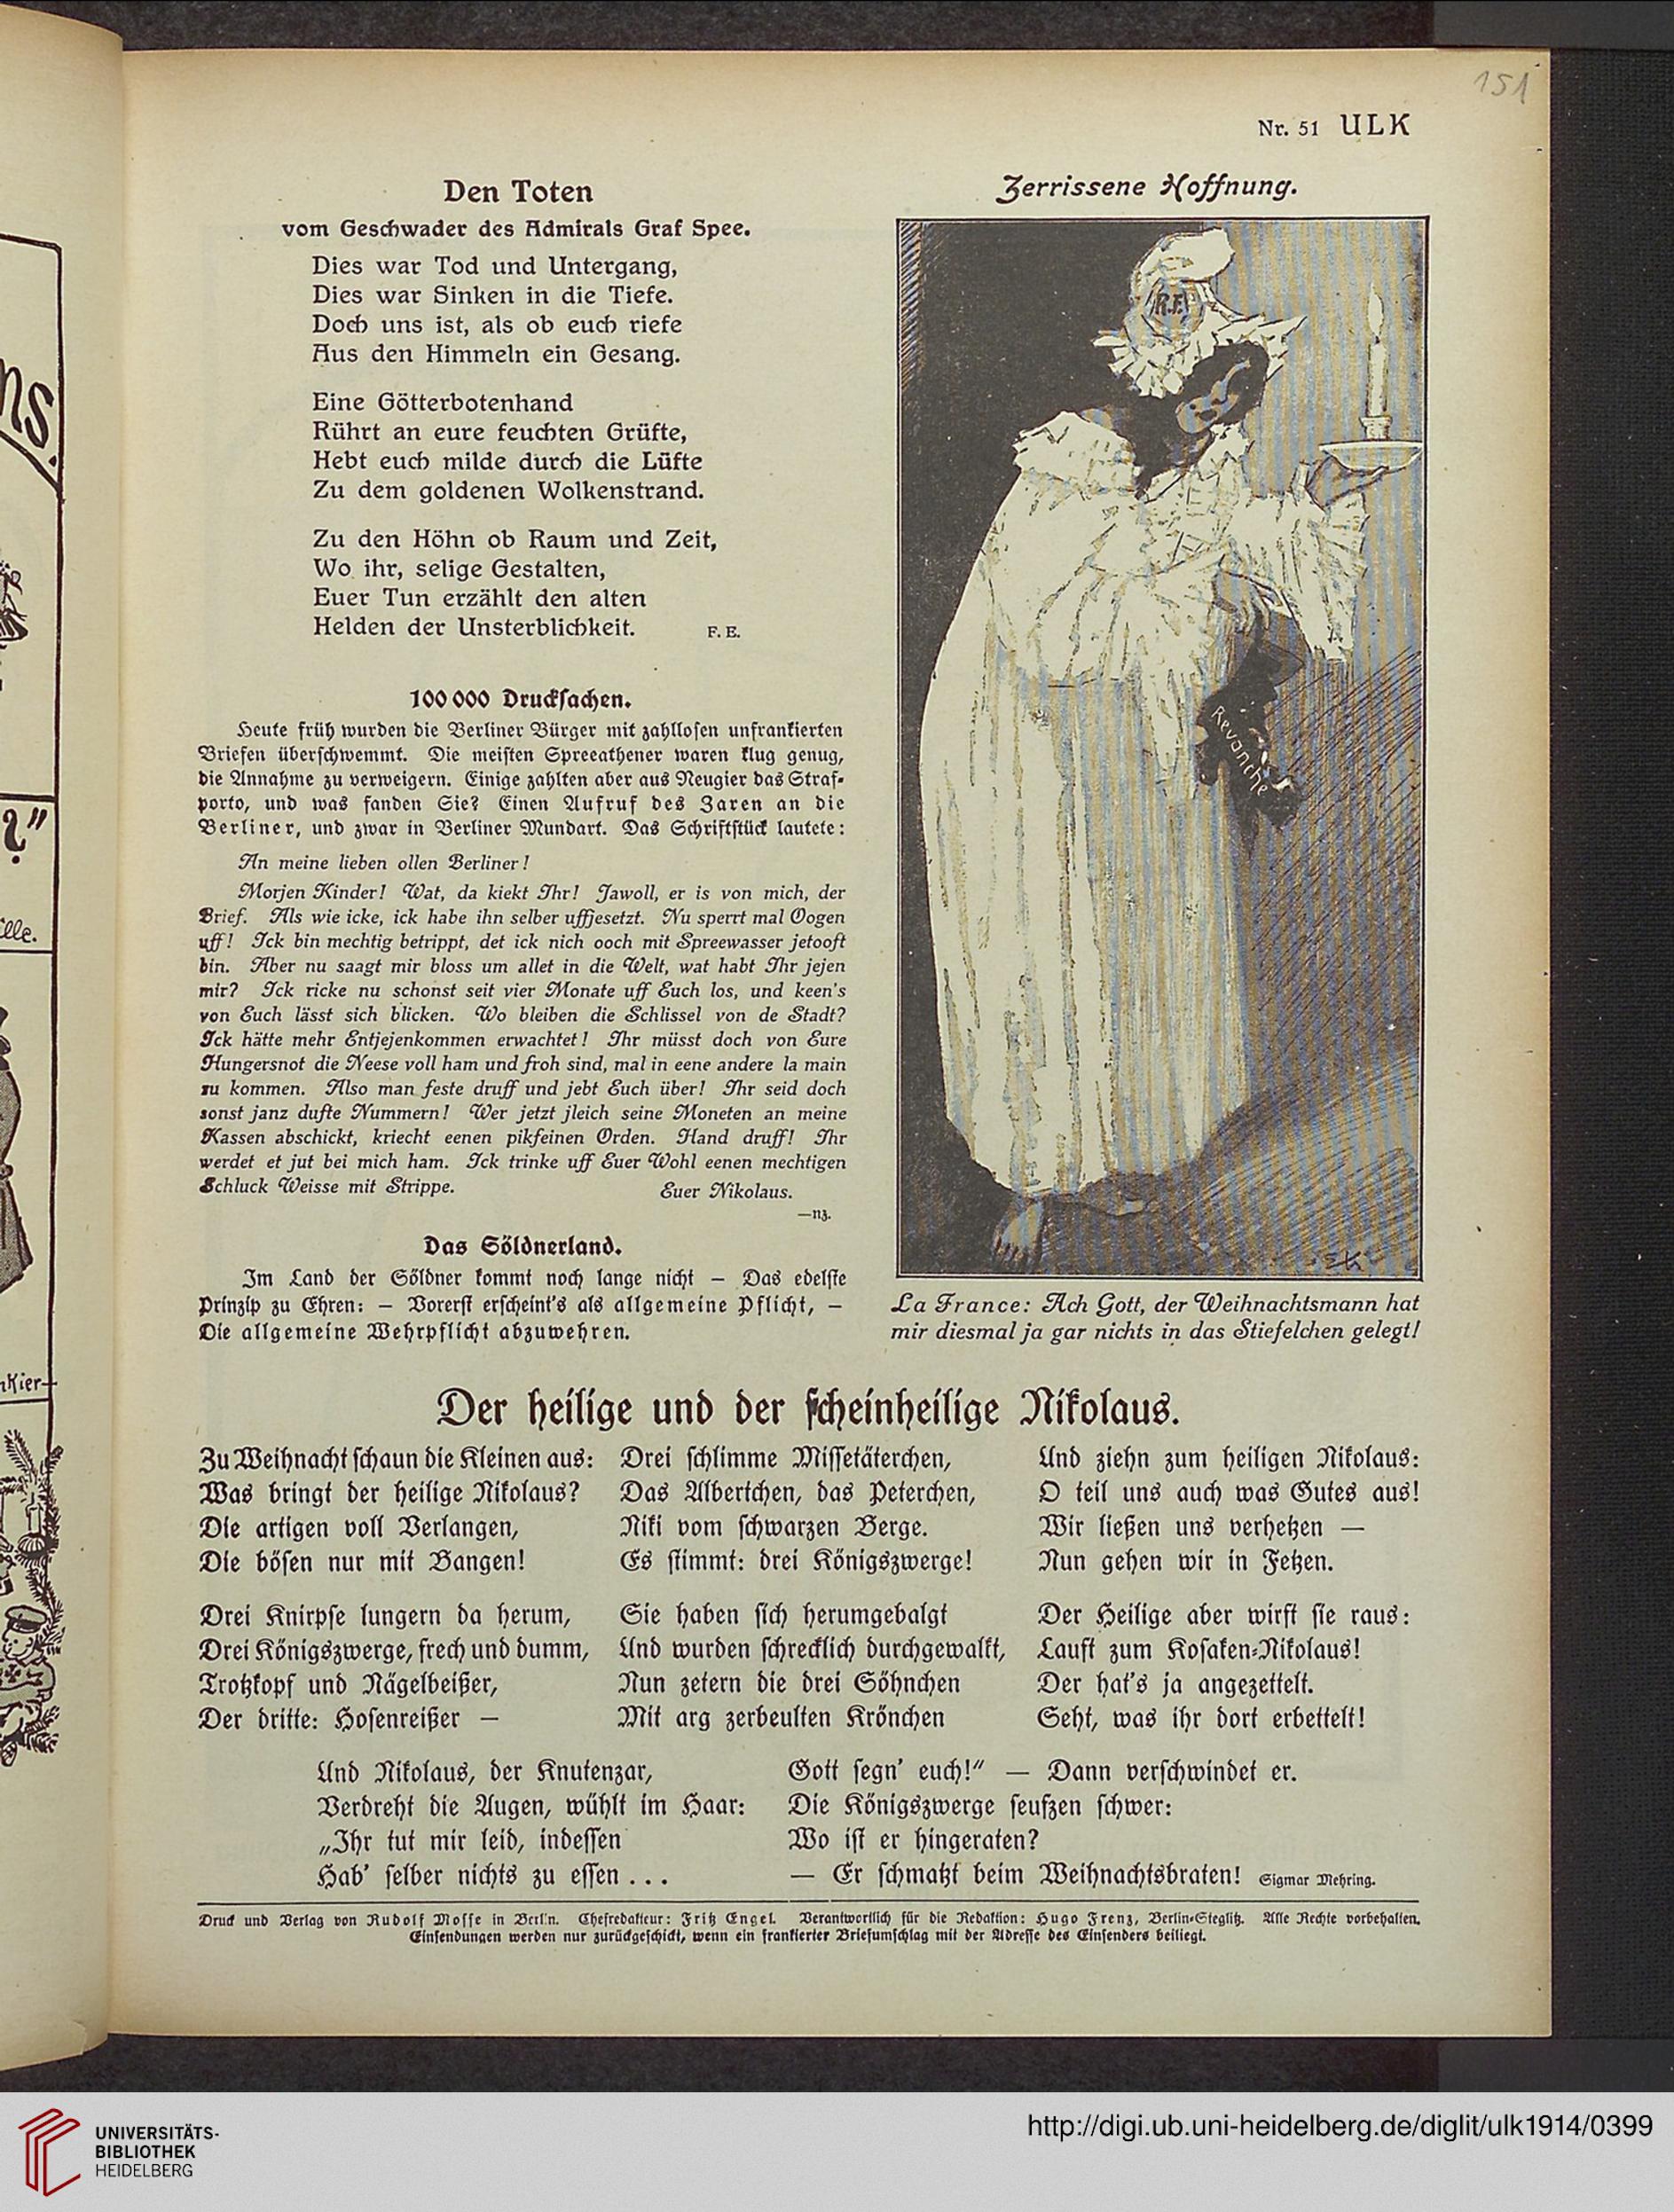 151
Nr. 51 ULK
Den Toten
vom Geschwader des Admirals Graf Spee.
Dies war Tod und Untergang,
Dies war Sinken in die Tiefe.
Doch uns ist, als ob euch riefe
Aus den Himmeln ein Gesang.
Eine Götterbotenhand
Rührt an eure feuchten Grüfte,
Hebt euch milde durch die Lüfte
Zu dem goldenen Wolkenstrand.
Zu den Höhn ob Raum und Zeit,
Wo ihr, selige Gestalten,
Euer Tun erzählt den alten
Helden der Unsterblichkeit. F. E.
100 000 Druckſachen.
Heute früh wurden die Berliner Bürger mit zahlloſen unfrankierten
Briefen überſchwemmt. Die meiſten Spreeathener waren klug genug,
die Annahme zu verweigern. Einige zahlten aber aus Neugier das Straf-
porto, und was fanden Sie? Einen Aufruf des Zaren an die
Berliner, und zwar in Berliner Mundart. Das Schriftſtück lautete:
An meine lieben ollen Berliner!
Morjen Kinder! Wat, da kiekt Ihr! Jawoll, er is von mich, der
Brief. Als wie icke, ick habe ihn selber uffjesetzt. Nu sperrt mal Oogen
uff! Ick bin mechtig betrippt, det ick nich ooch mit Spreewasser jetooft
bin. Aber nu saagt mir bloss um allet in die Welt, wat habt Ihr jejen
mir? Ick ricke nu schonst seit vier Monate uff Euch los, und keen's
von Euch lässt sich blicken. Wo bleiben die Schlissel von de Stadt?
Ick hätte mehr Entjejenkommen erwachtet! Ihr müsst doch von Eure
Hungersnot die Neese voll ham und froh sind, mal in eene andere la main
zu kommen. Also man feste druff und jebt Euch über! Ihr seid doch
sonst janz dufte Nummern! Wer jetzt jleich seine Moneten an meine
Kassen abschickt, kriecht eenen pikfeinen Orden. Hand druff! Ihr
werdet et jut bei mich ham. Ick trinke uff Euer Wohl eenen mechtigen
Schluck Weisse mit Strippe. Euer Nikolaus.
—nz.
Das Söldnerland.
Im Land der Söldner kommt noch lange nicht — Das edelſte
Prinzip zu Ehren: — Vorerſt erſcheint's als allgemeine Pflicht, —
Die allgemeine Wehrpflicht abzuwehren.
Zerrissene Hoffnung.
R.F.
Revanche
La France: Ach Gott, der Weihnachtsmann hat
mir diesmal ja gar nichts in das Stiefelchen gelegt!
Der heilige und der ſcheinheilige Nikolaus.
Zu Weihnacht ſchaun die Kleinen aus:
Was bringt der heilige Nikolaus?
Die artigen voll Verlangen,
Die böſen nur mit Bangen!
Drei Knirpſe lungern da herum,
Drei Königszwerge, frech und dumm,
Trotzkopf und Nägelbeißer,
Der dritte: Hoſenreißer —
Drei ſchlimme Miſſetäterchen,
Das Albertchen, das Peterchen,
Niki vom ſchwarzen Berge.
Es ſtimmt: drei Königszwerge!
Sie haben ſich herumgebalgt
Und wurden ſchrecklich durchgewalkt,
Nun zetern die drei Söhnchen
Mit arg zerbeulten Krönchen
Und ziehn zum heiligen Nikolaus:
O teil uns auch was Gutes aus!
Wir ließen uns verhetzen —
Nun gehen wir in Fetzen.
Der Heilige aber wirft ſie raus:
Lauft zum Koſaken-Nikolaus!
Der hat's ja angezettelt.
Seht, was ihr dort erbettelt!
Und Nikolaus, der Knutenzar,
Verdreht die Augen, wühlt im Haar:
„Ihr tut mir leid, indeſſen
Hab' ſelber nichts zu eſſen . . .
Gott ſegn' euch!" — Dann verſchwindet er.
Die Königszwerge ſeufzen ſchwer:
Wo iſt er hingeraten?
— Er ſchmatzt beim Weihnachtsbraten! Sigmar Mehring.
Druck und Verlag von Rudolf Moſſe in Berlin. Chefredakteur: Fritz Engel. Verantwortlich für die Redaktion: Hugo Frenz, Berlin-Steglitz. Alle Rechte vorbehalten.
Einſendungen werden nur zurückgeſchickt, wenn ein frankierter Briefumſchlag mit der Adreſſe des Einſenders beiliegt.
UNIVERSITÄTS-
BIBLIOTHEK
HEIDELBERG
http://digi.ub.uni-heidelberg.de/diglit/ulk1914/0399